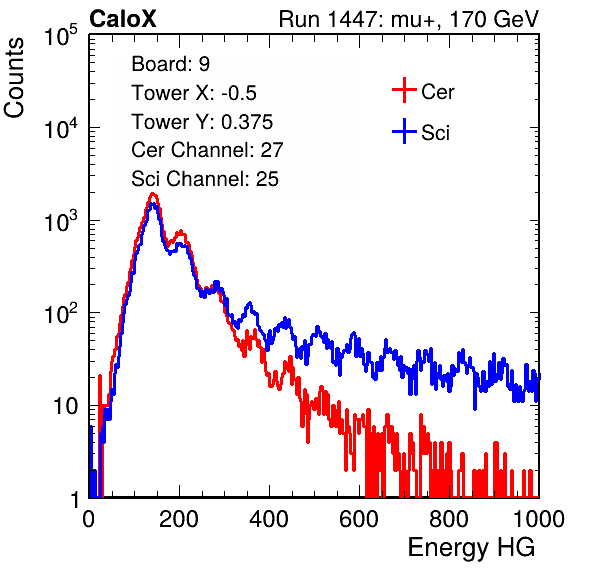 CaloX Run 1447: mu+, 170 GeV
Counts
Board: 9
Tower X: -0.5
Tower Y: 0.375
Cer Channel: 27
Sci Channel: 25
Cer
Sci
10^5
10^4
10^3
10^2
10
1
0 200 400 600 800 1000
Energy HG